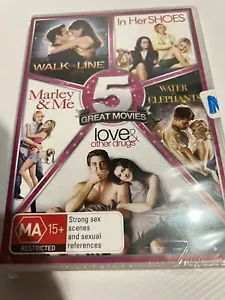 WALK THE LINE
In Her SHOES
Marley
& Me
5
GREAT MOVIES
WATER
for
ELEPHANTS
love &
other drugs
MA 15+
RESTRICTED
Strong sex
scenes
and sexual
references